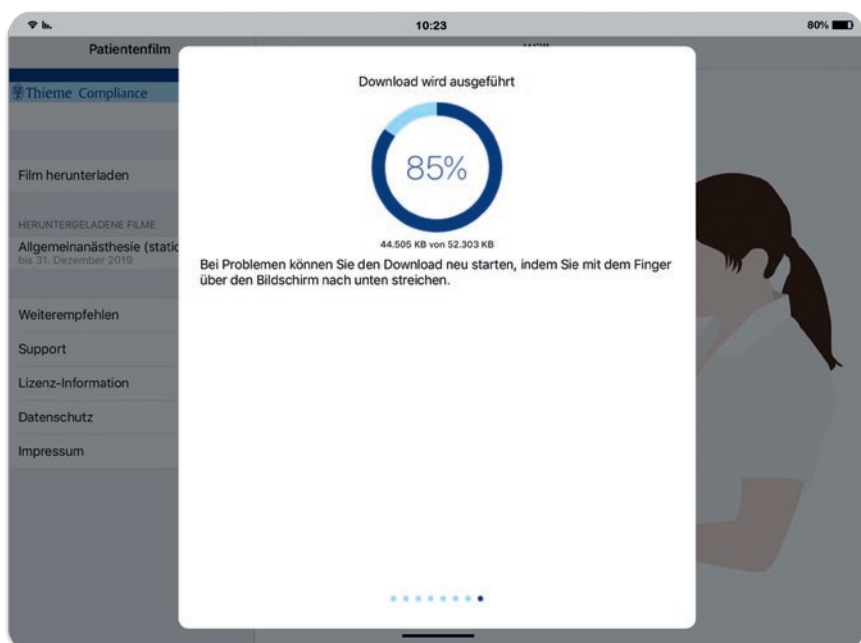 10:23
80%
Patientenfilm
Thieme Compliance
Film herunterladen
HERUNTERGELADENE FILME
Allgemeinanästhesie (static
bis 31. Dezember 2019
Weiterempfehlen
Support
Lizenz-Information
Datenschutz
Impressum
Download wird ausgeführt
85%
44.505 KB von 52.303 KB
Bei Problemen können Sie den Download neu starten, indem Sie mit dem Finger
über den Bildschirm nach unten streichen.